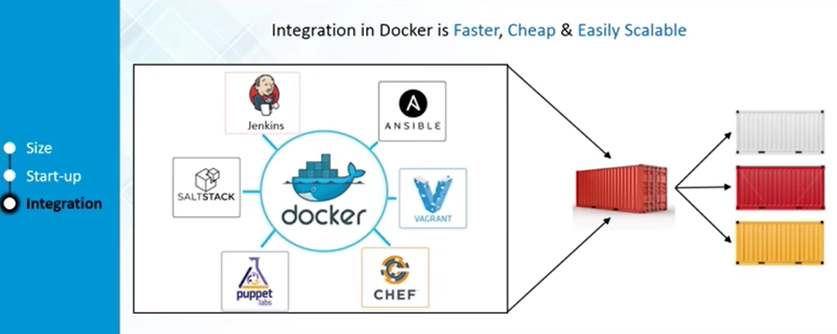 Integration in Docker is Faster, Cheap & Easily Scalable
Size
Start-up
Integration
Jenkins
ANSIBLE
SALTSTACK
docker
VAGRANT
puppet
labs
CHEF